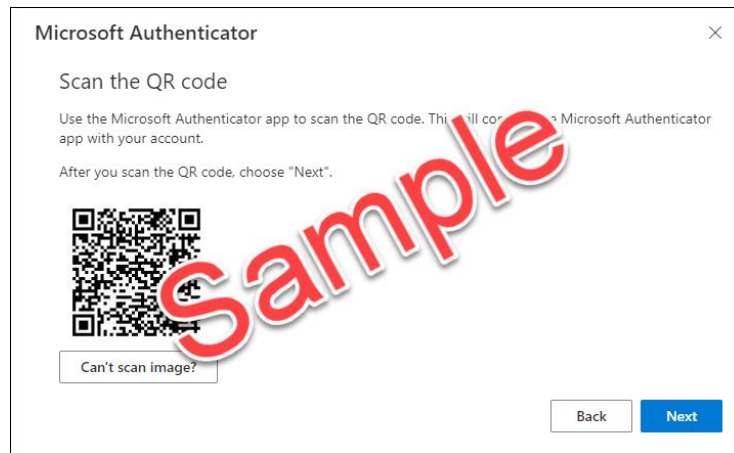 Microsoft Authenticator
Scan the QR code
Use the Microsoft Authenticator app to scan the QR code. This will Microsoft Authenticator
app with your account.
After you scan the QR code, choose "Next".
Sample
Can't scan image?
Back
Next